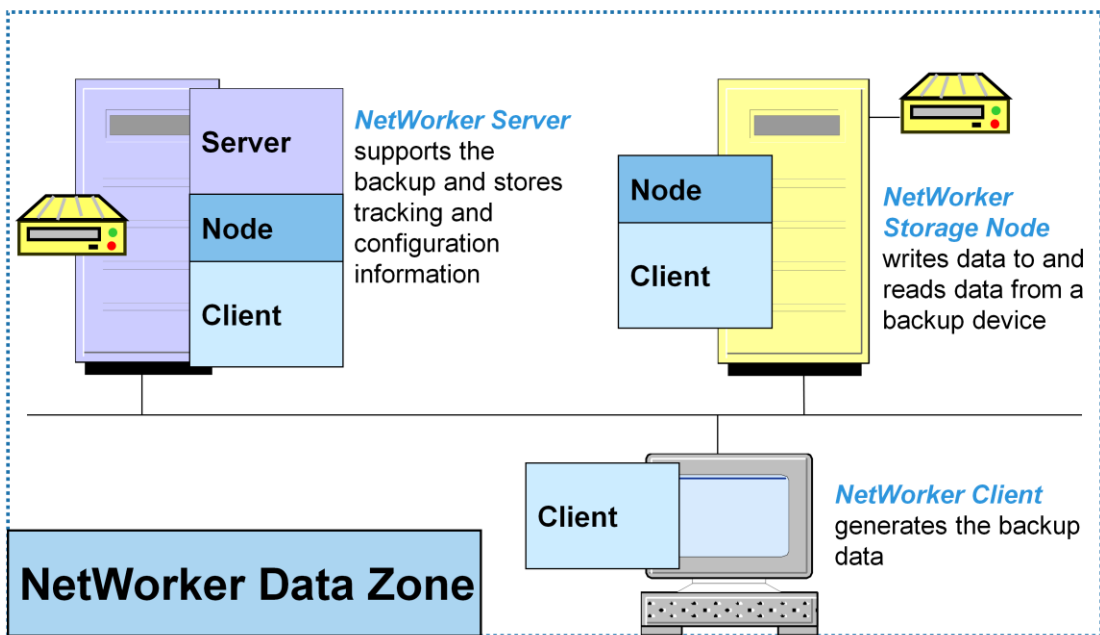 Server
Node
Client
NetWorker Server
supports the
backup and stores
tracking and
configuration
information
Node
Client
NetWorker
Storage Node
writes data to and
reads data from a
backup device
Client
NetWorker Client
generates the backup
data
NetWorker Data Zone